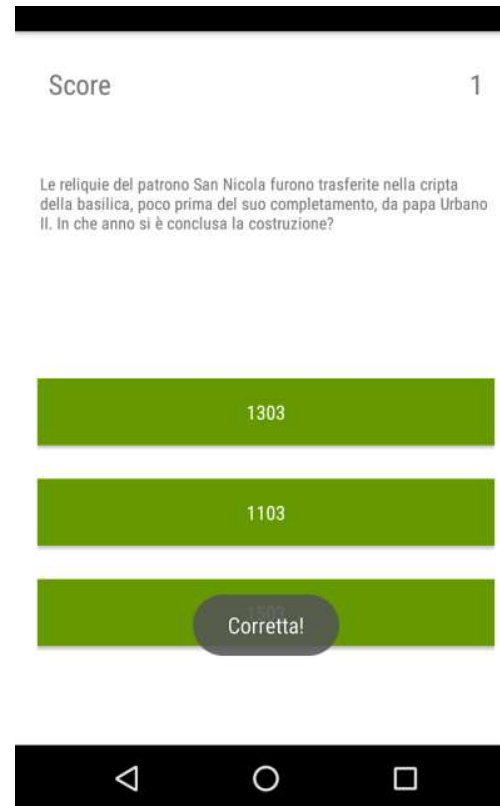 Score 1
Le reliquie del patrono San Nicola furono trasferite nella cripta
della basilica, poco prima del suo completamento, da papa Urbano
II. In che anno si è conclusa la costruzione?
1303
1103
1503
Corretta!